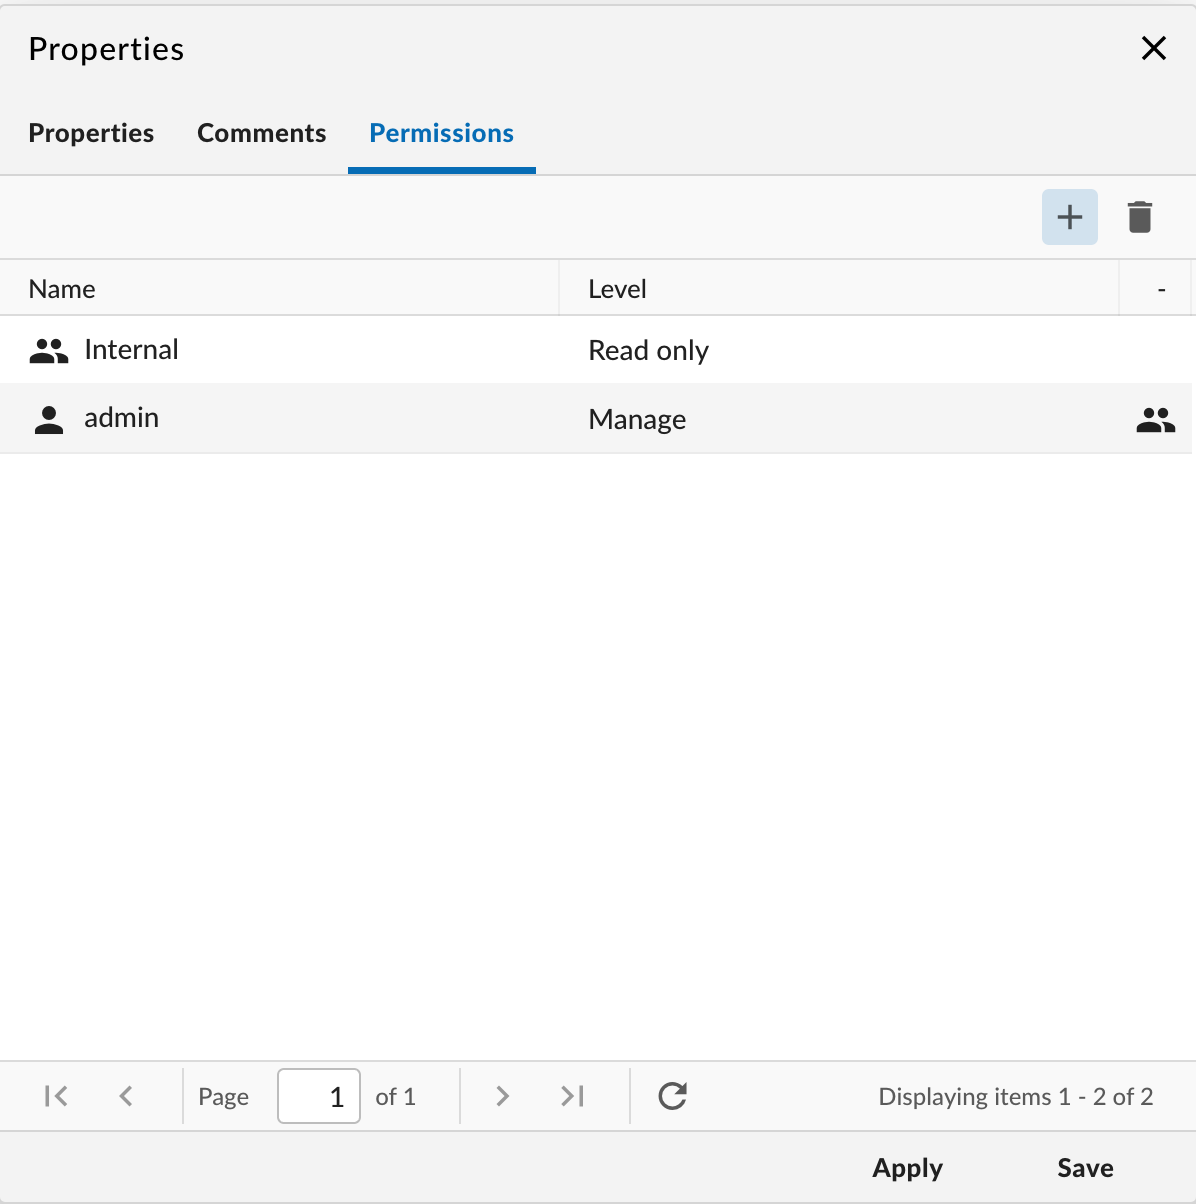 Properties
Properties Comments Permissions
Name Level -
Internal Read only
admin Manage
Page 1 of 1 Displaying items 1 - 2 of 2
Apply Save